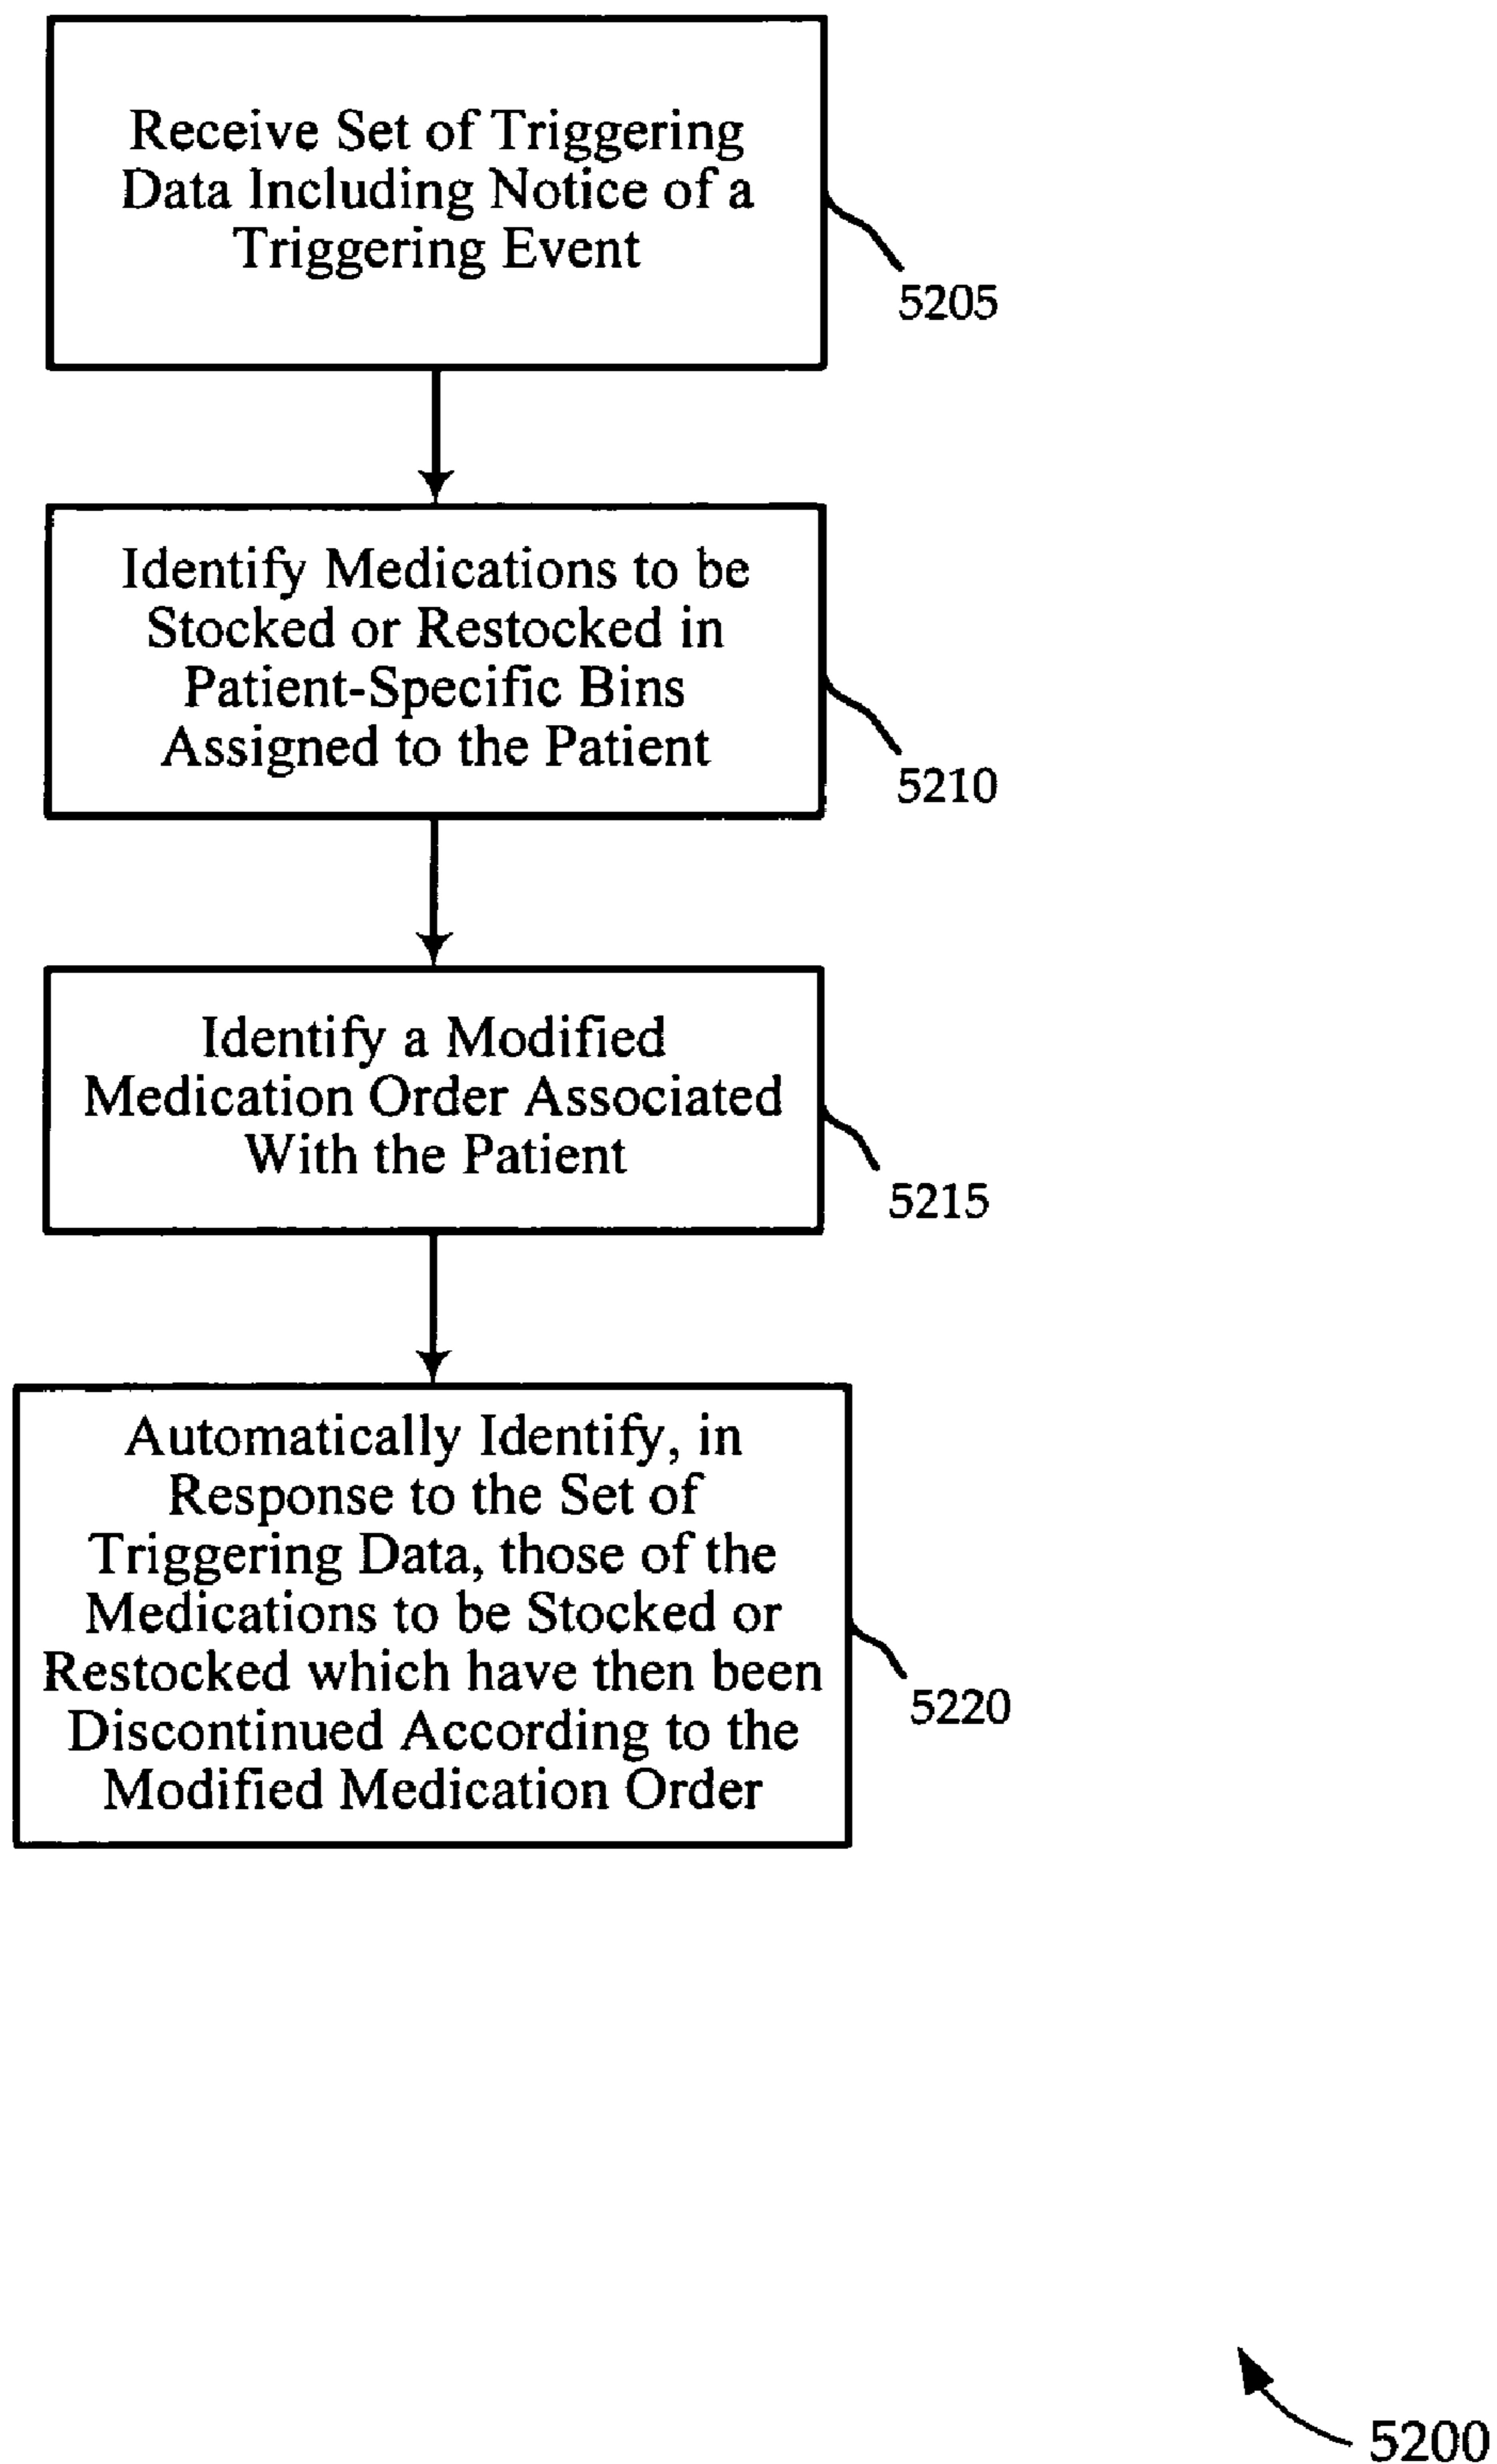 Receive Set of Triggering
Data Including Notice of a
Triggering Event
5205
Identify Medications to be
Stocked or Restocked in
Patient-Specific Bins
Assigned to the Patient
5210
Identify a Modified
Medication Order Associated
With the Patient
5215
Automatically Identify, in
Response to the Set of
Triggering Data, those of the
Medications to be Stocked or
Restocked which have then been
Discontinued According to the
Modified Medication Order
5220
5200